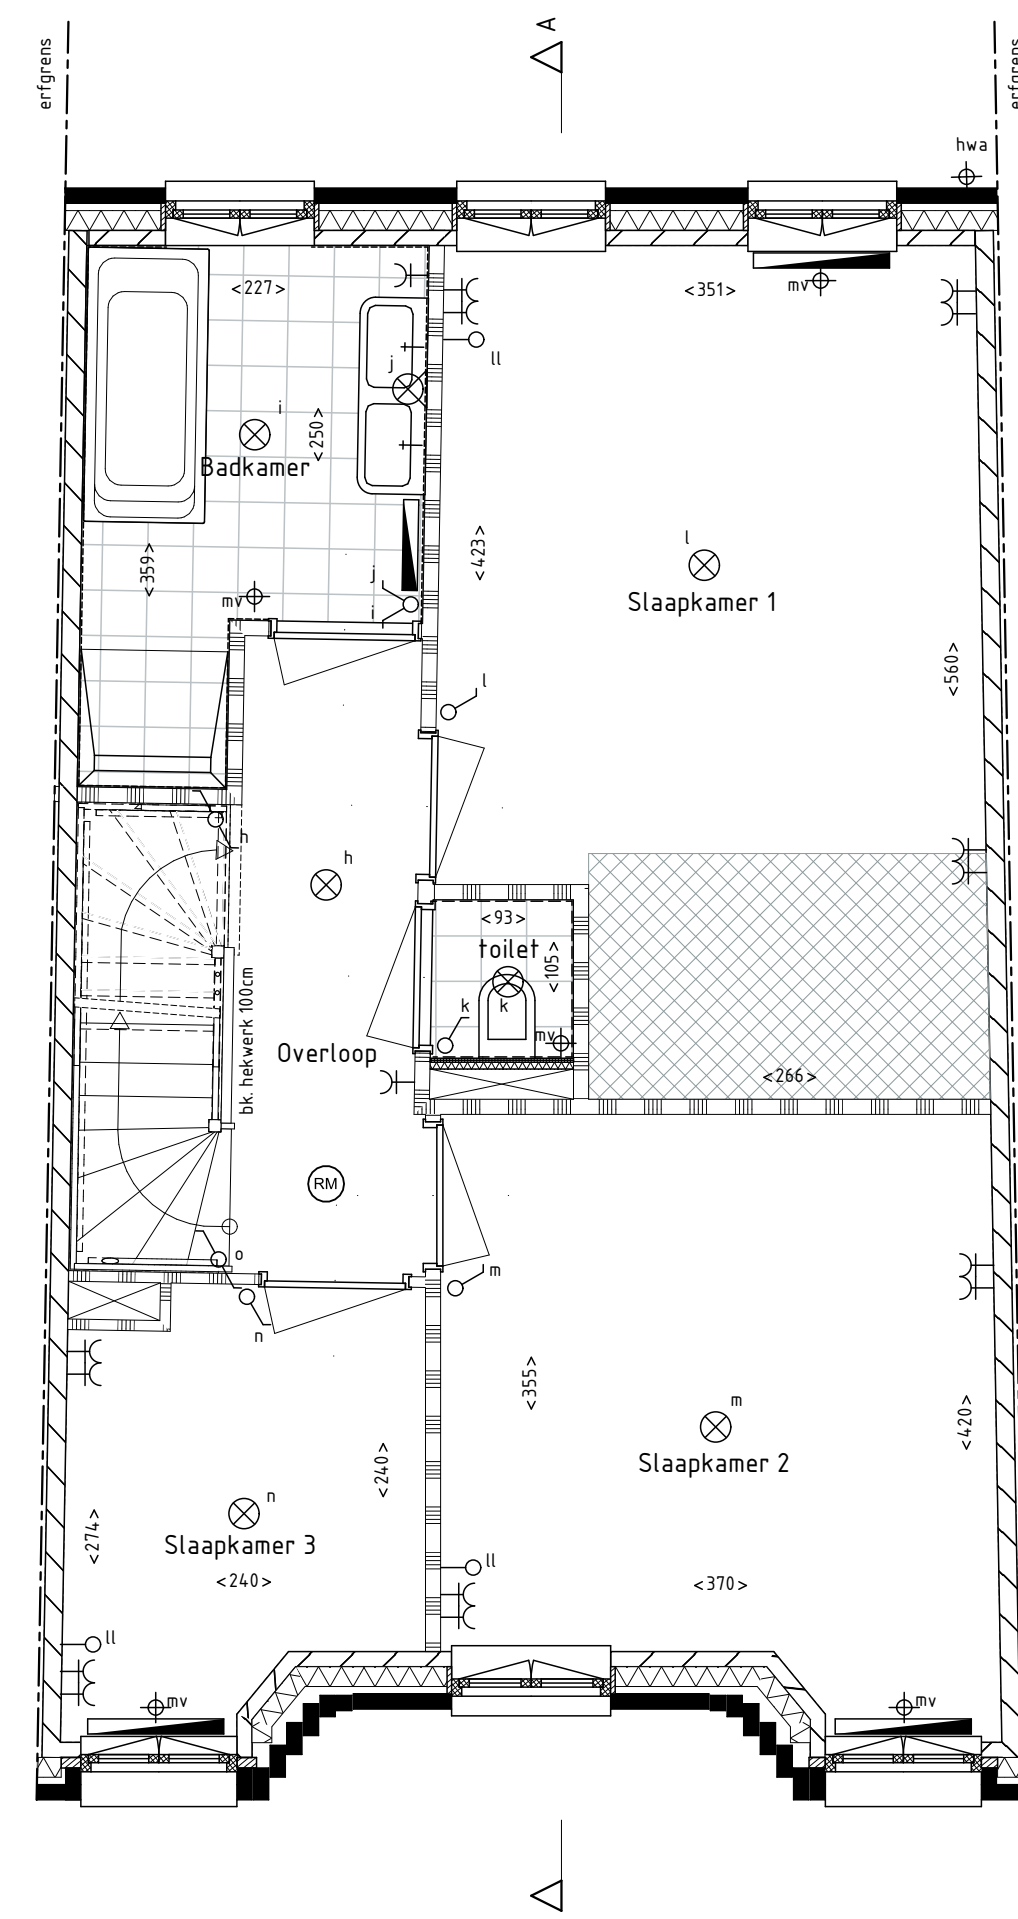 A
erfgrens
erfgrens
hwa
<227>
<351>
mv
ll
j
i
<250>
Badkamer
<423>
l
<359>
j
mv
i
Slaapkamer 1
<560>
l
h
h
<93>
toilet
<105>
k
k
mv
bk. hekwerk 100cm
Overloop
<266>
RM
o
m
n
<355>
m
<420>
<240>
Slaapkamer 2
n
<274>
Slaapkamer 3
ll
<240>
<370>
ll
mv
mv